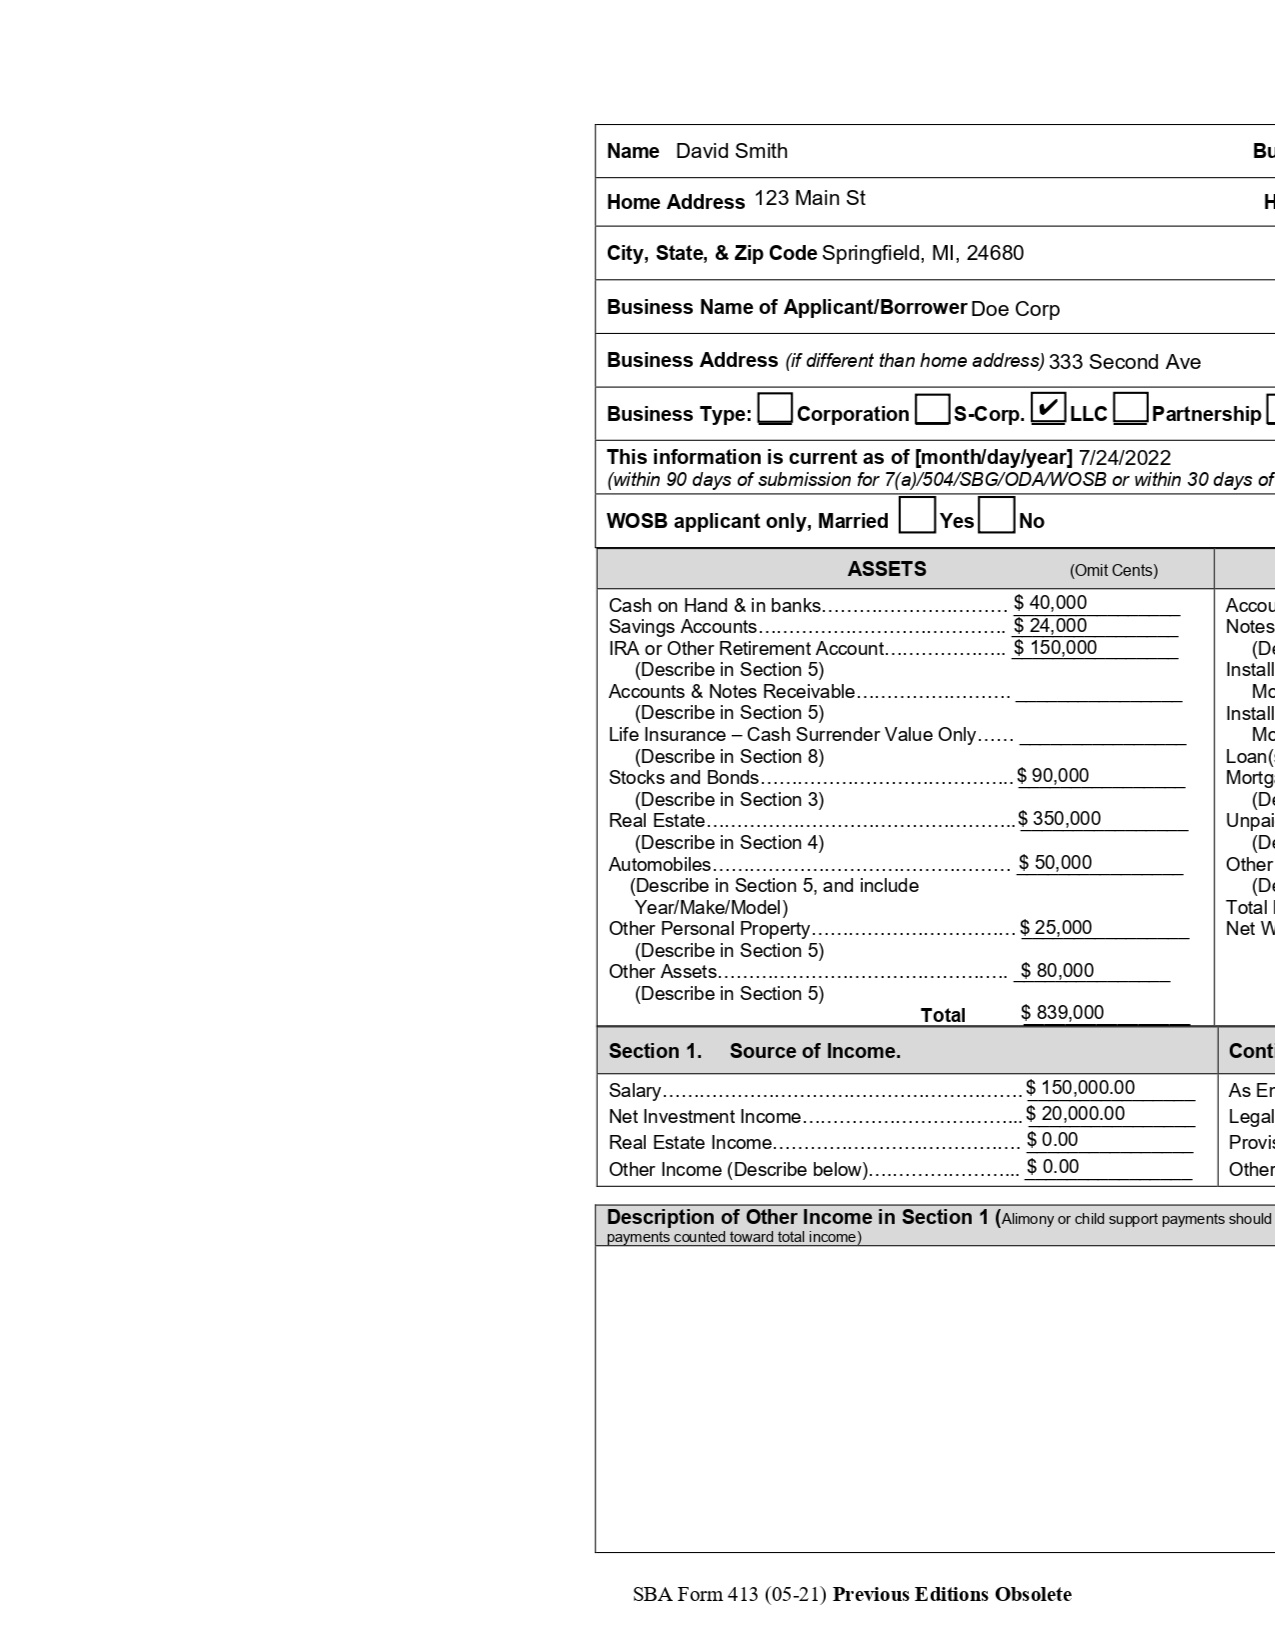 Name David Smith Bu
Home Address 123 Main St H
City, State, & Zip Code Springfield, MI, 24680
Business Name of Applicant/Borrower Doe Corp
Business Address (if different than home address) 333 Second Ave
Business Type: Corporation S-Corp. ✔ LLC Partnership
This information is current as of [month/day/year] 7/24/2022
(within 90 days of submission for 7(a)/504/SBG/ODA/WOSB or within 30 days of
WOSB applicant only, Married Yes No
ASSETS (Omit Cents)
Cash on Hand & in banks…………………………. $ 40,000 Accou
Savings Accounts…………………………………. $ 24,000 Notes
IRA or Other Retirement Account………………. $ 150,000 (De
(Describe in Section 5) Install
Accounts & Notes Receivable……………………. Mo
(Describe in Section 5) Install
Life Insurance – Cash Surrender Value Only…… Mo
(Describe in Section 8) Loan(s
Stocks and Bonds………………………………….. $ 90,000 Mortga
(Describe in Section 3) (De
Real Estate…………………………………………. $ 350,000 Unpai
(Describe in Section 4) (De
Automobiles………………………………………… $ 50,000 Other
(Describe in Section 5, and include (De
Year/Make/Model) Total
Other Personal Property…………………………… $ 25,000 Net W
(Describe in Section 5)
Other Assets……………………………………….. $ 80,000
(Describe in Section 5)
Total $ 839,000
Section 1. Source of Income. Conti
Salary……………………………………………….. $ 150,000.00 As En
Net Investment Income…………………………….. $ 20,000.00 Legal
Real Estate Income…………………………………. $ 0.00 Provis
Other Income (Describe below)…………………... $ 0.00 Other
Description of Other Income in Section 1 (Alimony or child support payments should
payments counted toward total income)
SBA Form 413 (05-21) Previous Editions Obsolete